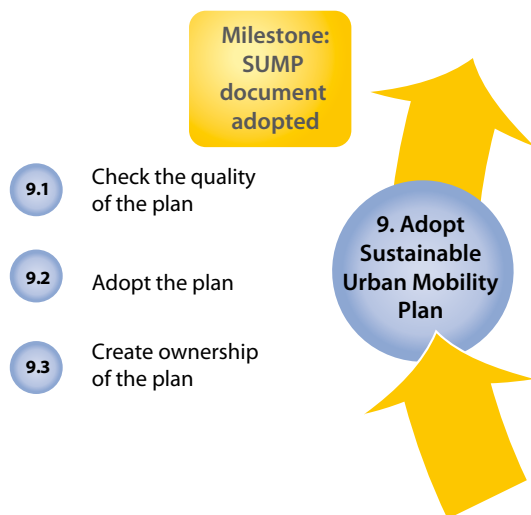 Milestone:
SUMP
document
adopted
9.1
Check the quality
of the plan
9.2
Adopt the plan
9.3
Create ownership
of the plan
9. Adopt
Sustainable
Urban Mobility
Plan